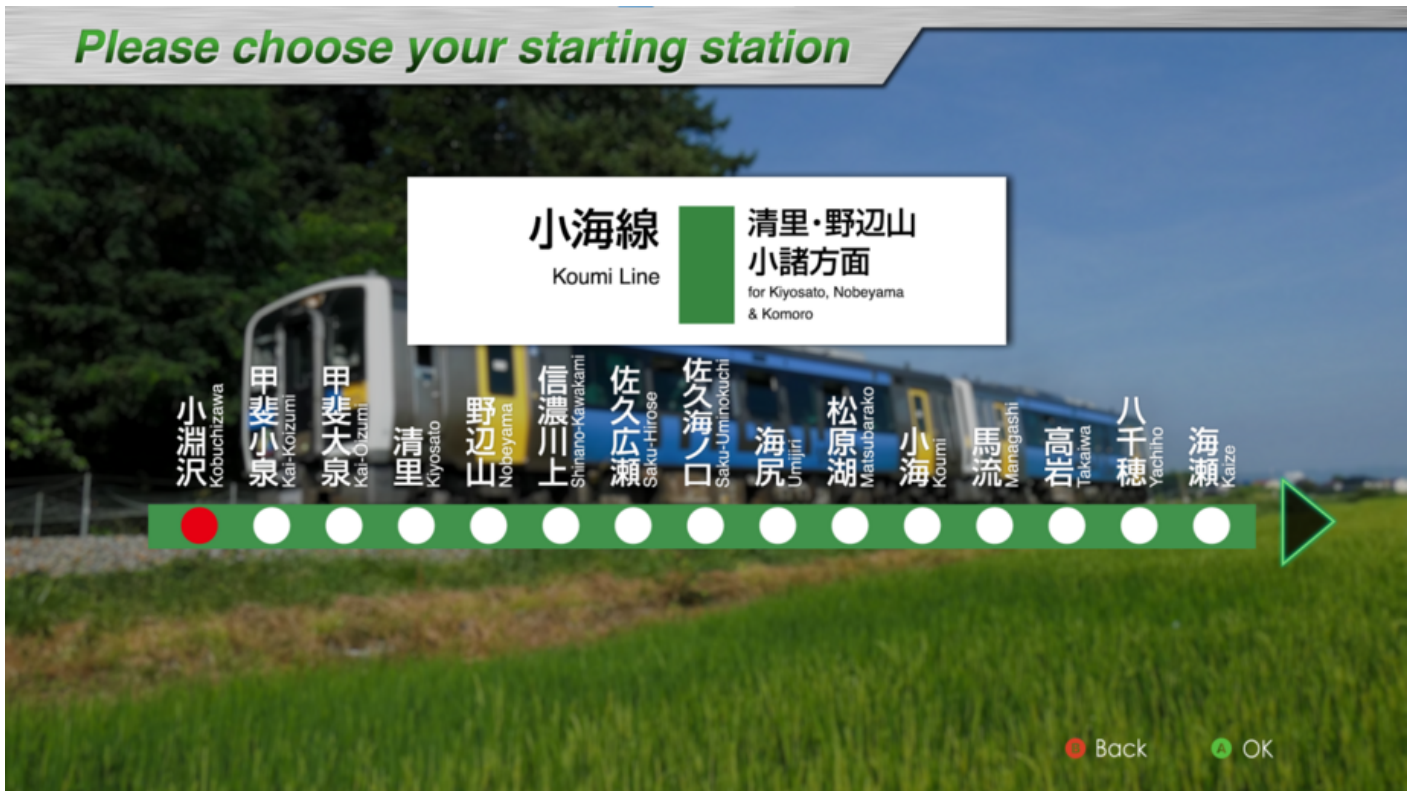 Please choose your starting station
小海線
Koumi Line
清里・野辺山
小諸方面
for Kiyosato, Nobeyama
& Komoro
小淵沢
Kobuchizawa
甲斐小泉
Kai-Koizumi
甲斐大泉
Kai-Oizumi
清里
Kiyosato
野辺山
Nobeyama
信濃川上
Shinano-Kawakami
佐久広瀬
Saku-Hirose
佐久海ノ口
Saku-Uminokuchi
海尻
Umijiri
松原湖
Matsubarako
小海
Koumi
馬流
Managashi
高岩
Takaiwa
八千穂
Yachiho
海瀬
Kaize
B Back
A OK